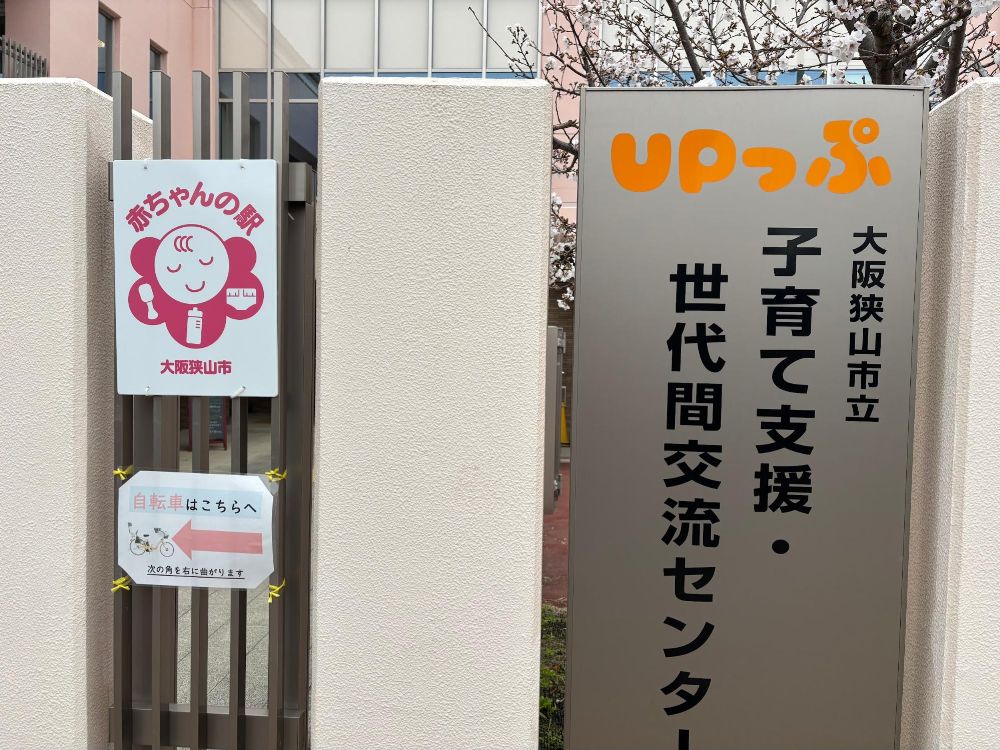 赤ちゃんの駅
大阪狭山市
自転車はこちらへ
次の角を右に曲がります
UPっぷ
大阪狭山市立
子育て支援・
世代間交流センター